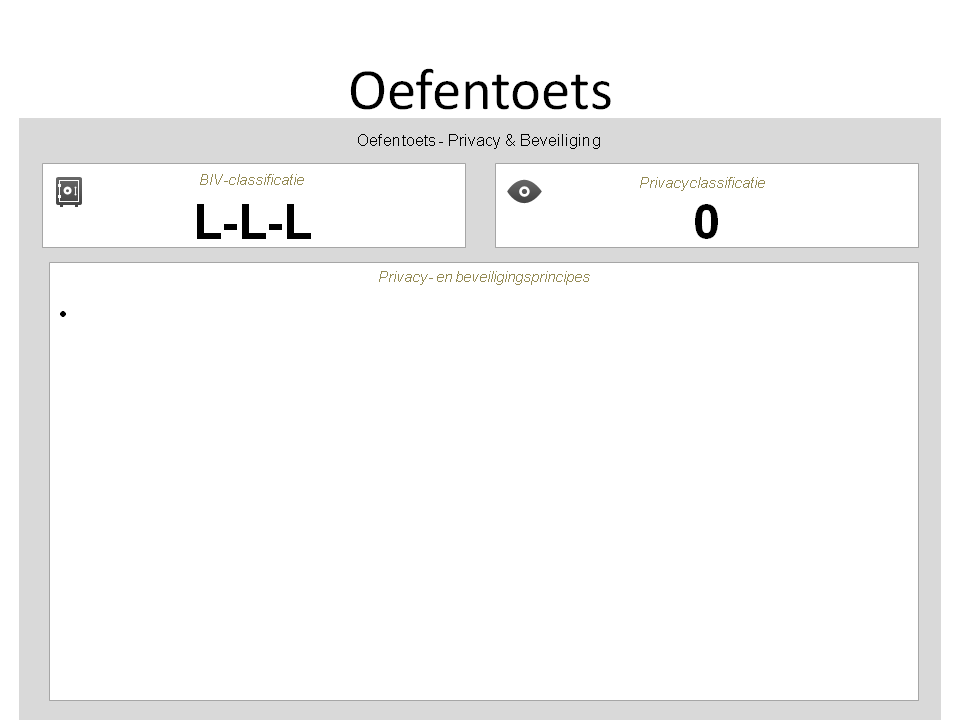 Oefentoets
Oefentoets - Privacy & Beveiliging
BIV-classificatie
L-L-L
Privacyclassificatie
0
Privacy- en beveiligingsprincipes
•